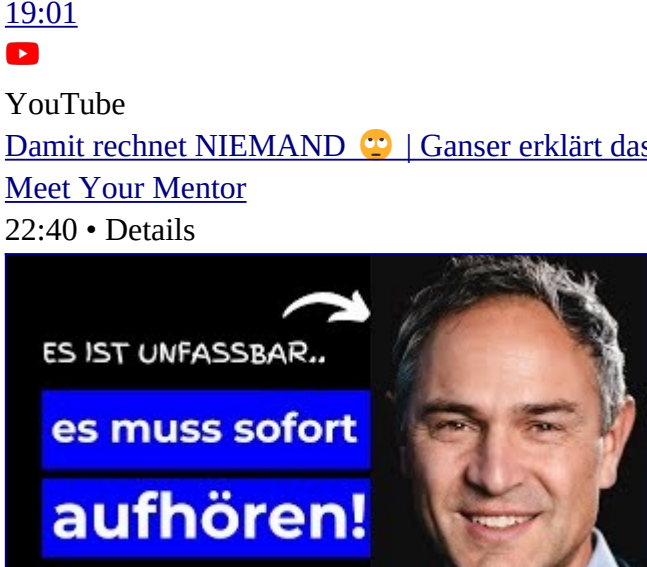 19:01
YouTube
Damit rechnet NIEMAND 🙄 | Ganser erklärt das
Meet Your Mentor
22:40 • Details
ES IST UNFASSBAR..
es muss sofort
aufhören!